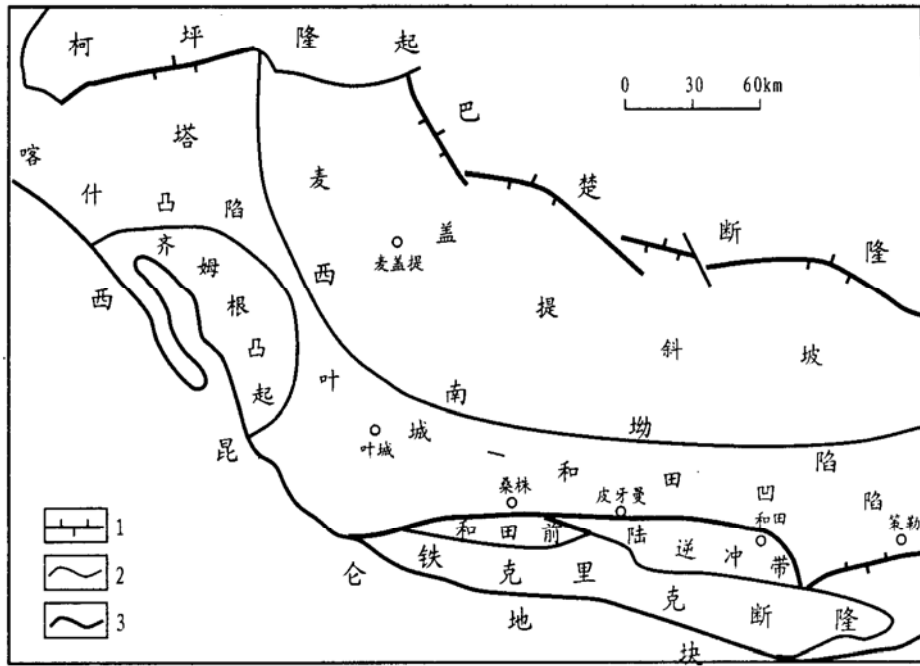 柯坪隆起
0 30 60km
巴楚断隆
塔西南坳陷
喀什凸陷
麦盖提斜坡
麦盖提
齐姆根凸起
西昆仑地块
叶城和田凹陷
叶城
桑株
皮牙曼
和田
策勒
和田前陆逆冲带
铁克里克断隆
1
2
3